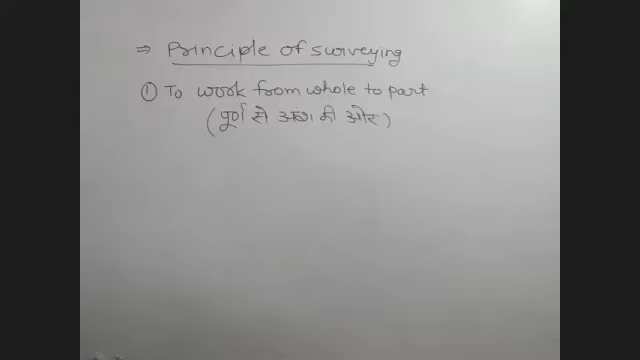 ⇒ Principle of surveying
① To work from whole to part
(पूर्ण से अंश की ओर)